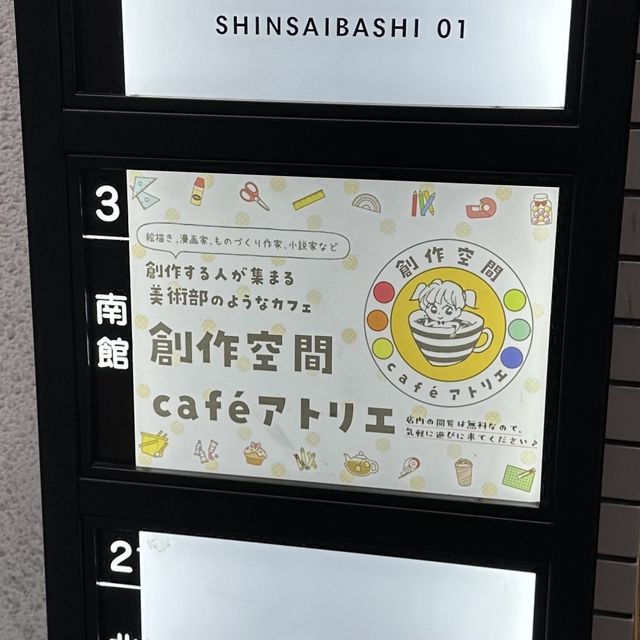 SHINSAIBASHI 01
3
南
館
絵描き、漫画家、ものづくり作家、小説家など
創作する人が集まる
美術部のようなカフェ
創作空間
caféアトリエ
創作空間
caféアトリエ
店内の閲覧は無料なので、
気軽に遊びに来てください♪
2